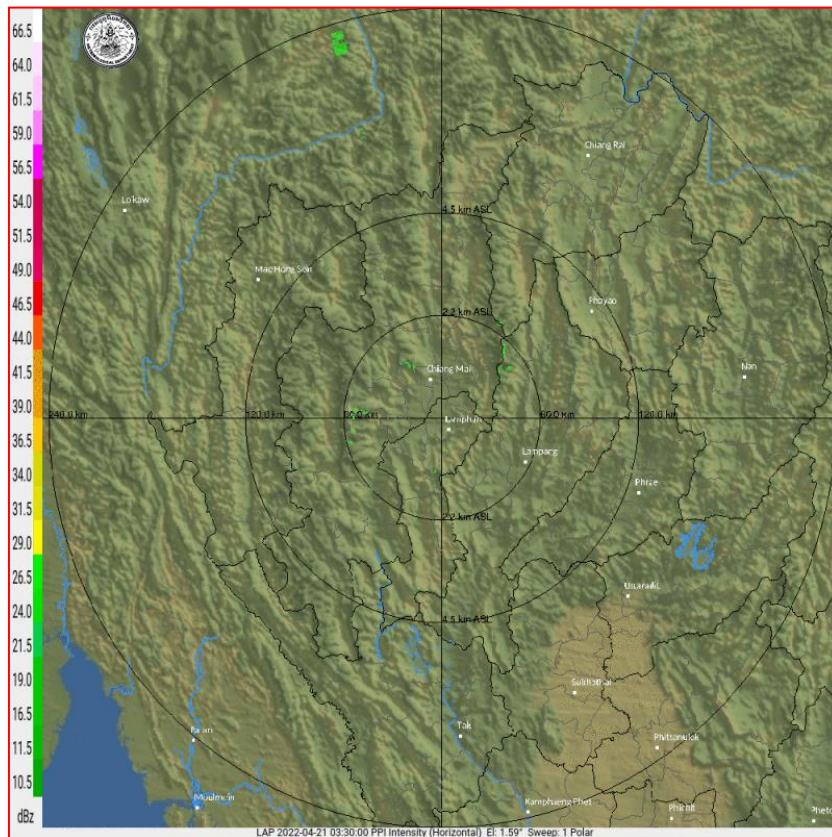 66.5
64.0
61.5
59.0
56.5
54.0
51.5
49.0
46.5
44.0
41.5
39.0
36.5
34.0
31.5
29.0
26.5
24.0
21.5
19.0
16.5
14.0
11.5
10.5
dBz
Chiang Rai
Loikaw
4.5 km ASL
Mae Hong Son
Phayao
2.2 km ASL
Chiang Mai
Nan
240.0 km
120.0 km
60.0 km
60.0 km
120.0 km
Lamphun
Lampang
Phrae
2.2 km ASL
Uttaradit
4.5 km ASL
Sukhothai
Tak
Phitsanulok
Moulmein
Kamphaeng Phet
Phichit
LAP 2022-04-21 03:30:00 PPI Intensity (Horizontal) El: 1.59° Sweep: 1 Polar